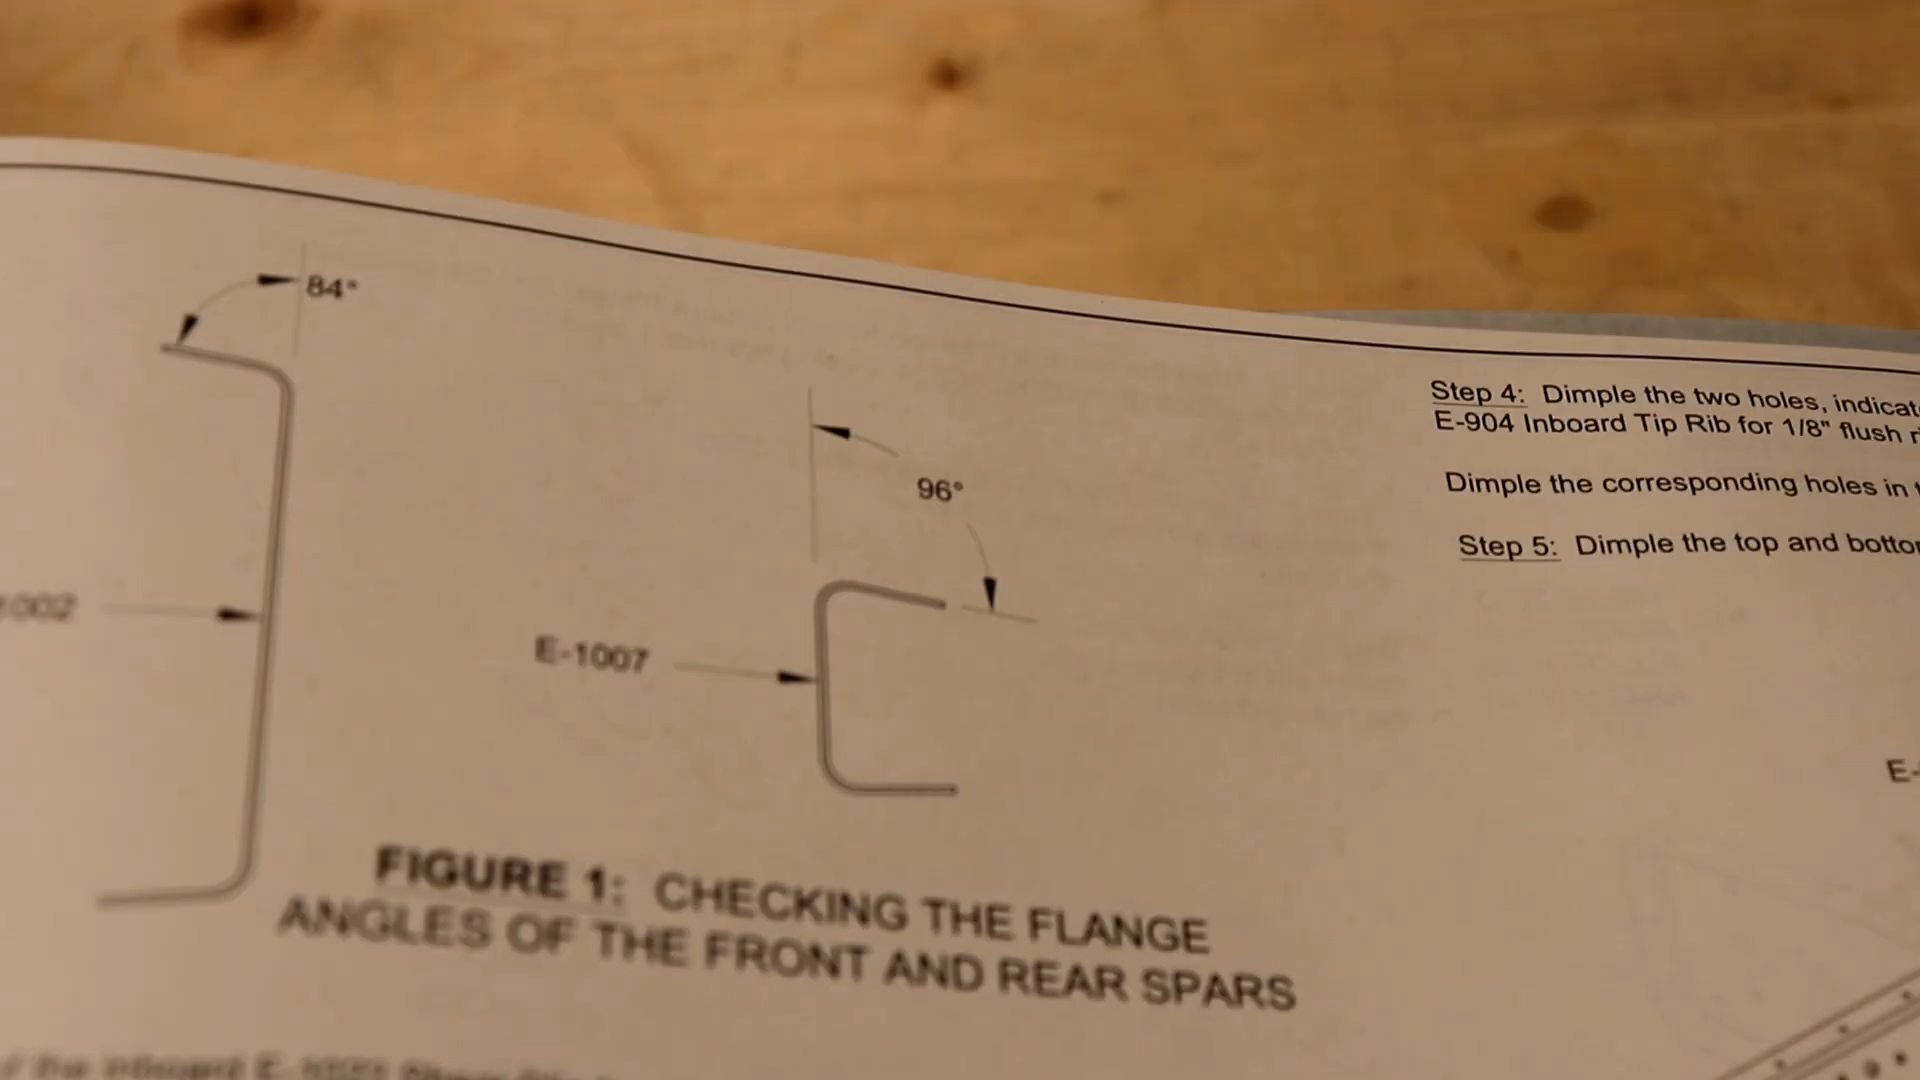 84°
96°
1002
E-1007
FIGURE 1: CHECKING THE FLANGE
ANGLES OF THE FRONT AND REAR SPARS
Step 4: Dimple the two holes, indicat
E-904 Inboard Tip Rib for 1/8" flush r
Dimple the corresponding holes in t
Step 5: Dimple the top and botto
E-